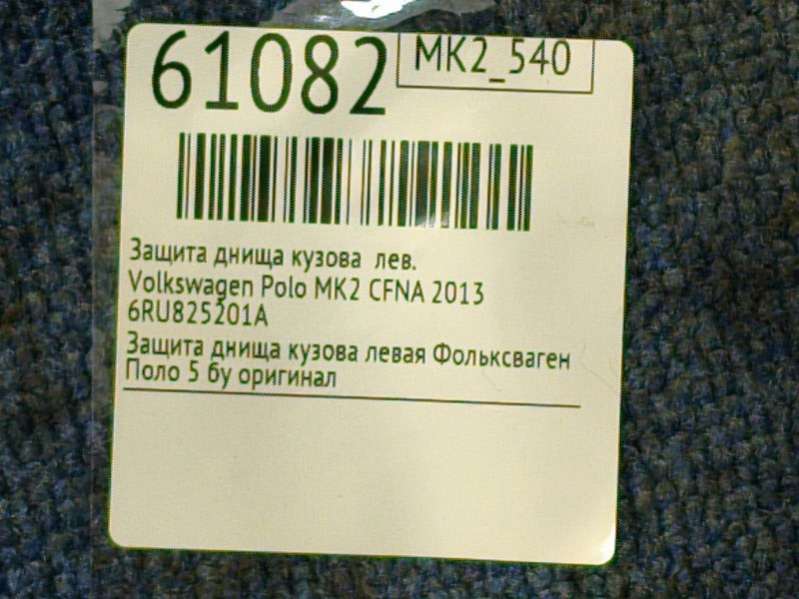 61082
MK2_540
Защита днища кузова лев.
Volkswagen Polo MK2 CFNA 2013
6RU825201A
Защита днища кузова левая Фольксваген
Поло 5 бу оригинал